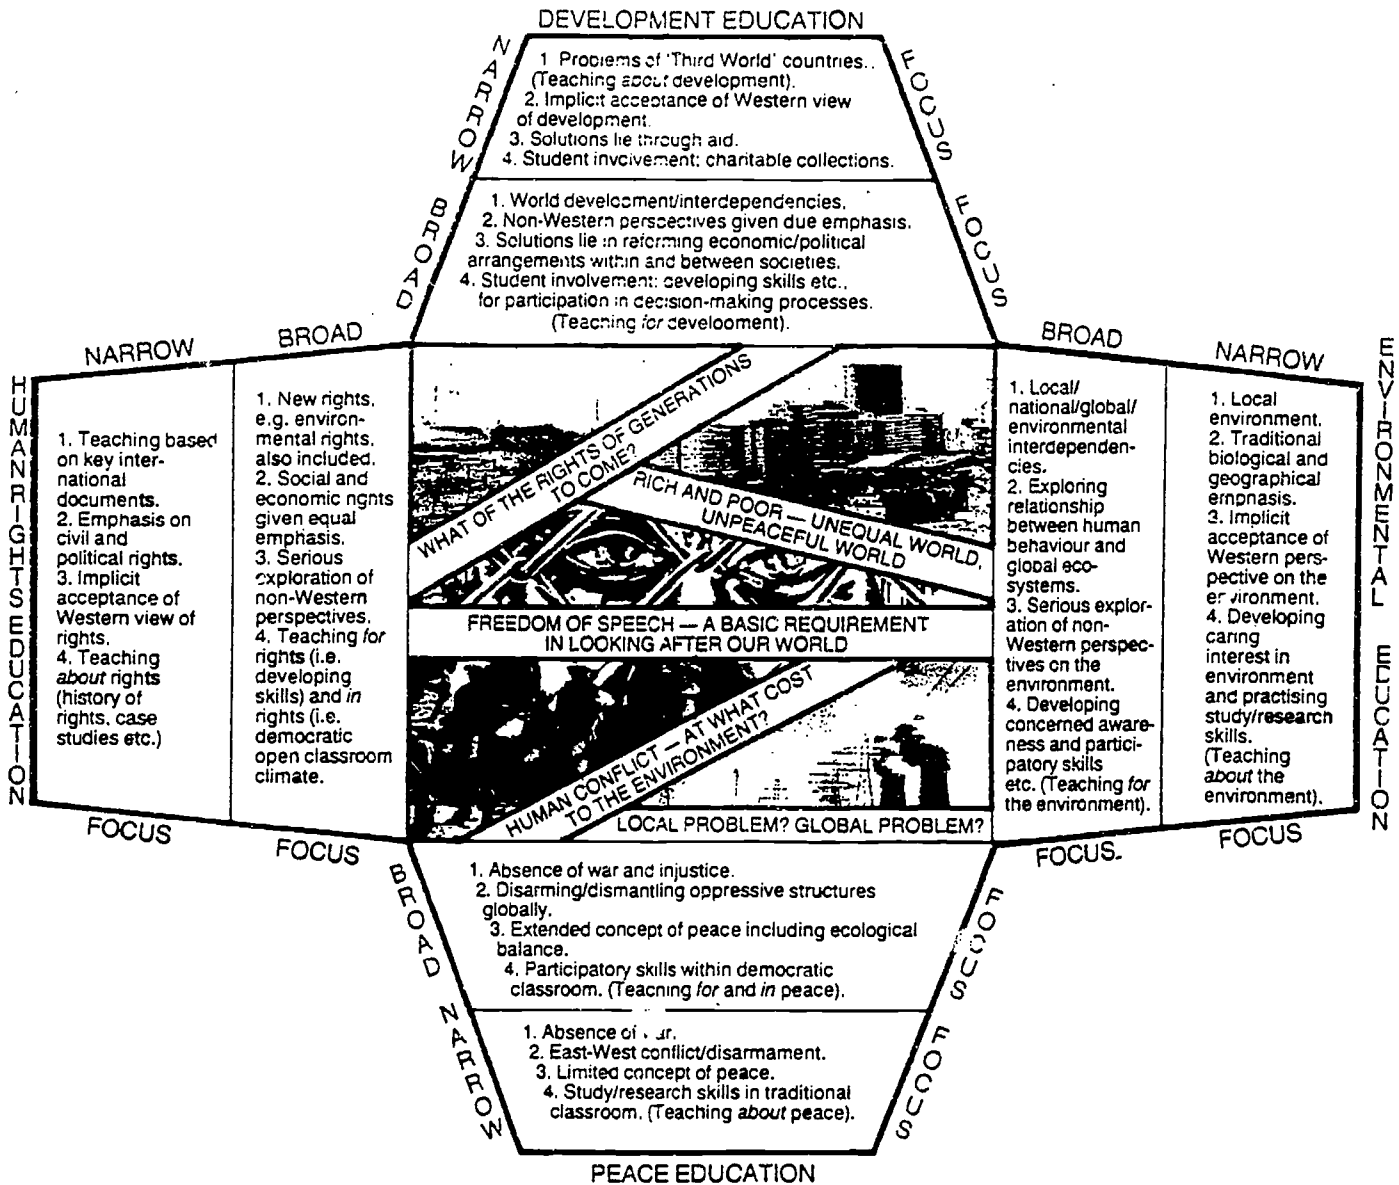 DEVELOPMENT EDUCATION
NARROW
FOCUS
1 Problems of 'Third World' countries..
(Teaching about development).
2. Implicit acceptance of Western view
of development.
3. Solutions lie through aid.
4. Student involvement: charitable collections.
BROAD
FOCUS
1. World development/interdependencies.
2. Non-Western perspectives given due emphasis.
3. Solutions lie in reforming economic/political
arrangements within and between societies.
4. Student involvement: developing skills etc.,
for participation in decision-making processes.
(Teaching for development).
HUMAN RIGHTS EDUCATION
NARROW
1. Teaching based
on key inter-
national
documents.
2. Emphasis on
civil and
political rights.
3. Implicit
acceptance of
Western view of
rights.
4. Teaching
about rights
(history of
rights, case
studies etc.)
FOCUS
BROAD
1. New rights,
e.g. environ-
mental rights,
also included.
2. Social and
economic rights
given equal
emphasis.
3. Serious
exploration of
non-Western
perspectives.
4. Teaching for
rights (i.e.
developing
skills) and in
rights (i.e.
democratic
open classroom
climate.
FOCUS
WHAT OF THE RIGHTS OF GENERATIONS
TO COME?
RICH AND POOR — UNEQUAL WORLD,
UNPEACEFUL WORLD
FREEDOM OF SPEECH — A BASIC REQUIREMENT
IN LOOKING AFTER OUR WORLD
HUMAN CONFLICT — AT WHAT COST
TO THE ENVIRONMENT?
LOCAL PROBLEM? GLOBAL PROBLEM?
BROAD
1. Local/
national/global/
environmental
interdependen-
cies.
2. Exploring
relationship
between human
behaviour and
global eco-
systems.
3. Serious explor-
ation of non-
Western perspec-
tives on the
environment.
4. Developing
concerned aware-
ness and partici-
patory skills
etc. (Teaching for
the environment).
FOCUS.
NARROW
1. Local
environment.
2. Traditional
biological and
geographical
emphasis.
3. Implicit
acceptance of
Western pers-
pective on the
environment.
4. Developing
caring
interest in
environment
and practising
study/research
skills.
(Teaching
about the
environment).
FOCUS
ENVIRONMENTAL EDUCATION
BROAD
FOCUS
1. Absence of war and injustice.
2. Disarming/dismantling oppressive structures
globally.
3. Extended concept of peace including ecological
balance.
4. Participatory skills within democratic
classroom. (Teaching for and in peace).
NARROW
FOCUS
1. Absence of war.
2. East-West conflict/disarmament.
3. Limited concept of peace.
4. Study/research skills in traditional
classroom. (Teaching about peace).
PEACE EDUCATION